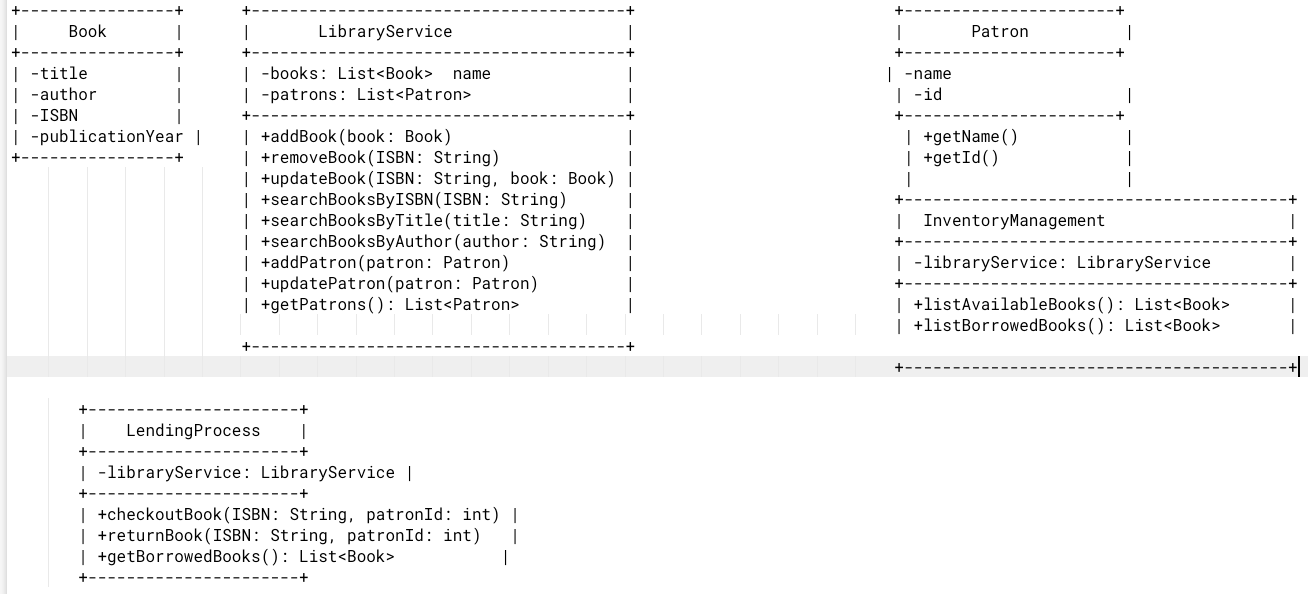 +----------------+      +---------------------------------------+                           +----------------------+
|     Book       |      |       LibraryService                  |                           |       Patron          |
+----------------+      +---------------------------------------+                           +----------------------+
| -title         |      | -books: List<Book>  name              |                          | -name
| -author        |      | -patrons: List<Patron>                |                           | -id                   |
| -ISBN          |      +---------------------------------------+                           +----------------------+
| -publicationYear |    | +addBook(book: Book)                  |                            | +getName()           |
+----------------+      | +removeBook(ISBN: String)             |                            | +getId()             |
                        | +updateBook(ISBN: String, book: Book) |                            |                      |
                        | +searchBooksByISBN(ISBN: String)      |                           +----------------------------------------+
                        | +searchBooksByTitle(title: String)    |                           |  InventoryManagement                   |
                        | +searchBooksByAuthor(author: String)  |                           +----------------------------------------+
                        | +addPatron(patron: Patron)            |                           | -libraryService: LibraryService        |
                        | +updatePatron(patron: Patron)         |                           +----------------------------------------+
                        | +getPatrons(): List<Patron>           |                           | +listAvailableBooks(): List<Book>      |
                                                                                            | +listBorrowedBooks(): List<Book>       |
                        +---------------------------------------+
                                                                                            +----------------------------------------+
       +----------------------+
       |    LendingProcess    |
       +----------------------+
       | -libraryService: LibraryService |
       +----------------------+
       | +checkoutBook(ISBN: String, patronId: int) |
       | +returnBook(ISBN: String, patronId: int)   |
       | +getBorrowedBooks(): List<Book>           |
       +----------------------+